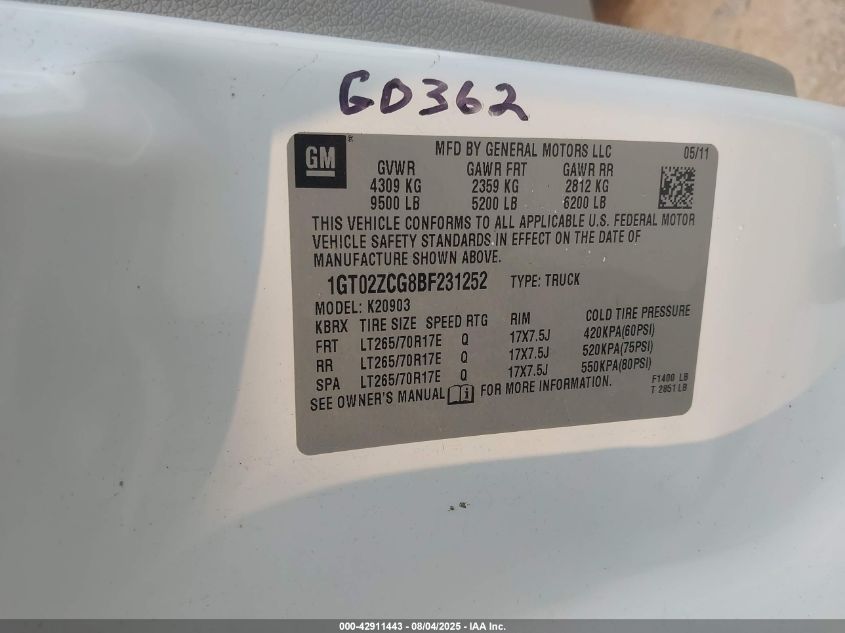 GD362
GM®
MFD BY GENERAL MOTORS LLC 05/11
GVWR GAWR FRT GAWR RR
4309 KG 2359 KG 2812 KG
9500 LB 5200 LB 6200 LB
THIS VEHICLE CONFORMS TO ALL APPLICABLE U.S. FEDERAL MOTOR
VEHICLE SAFETY STANDARDS IN EFFECT ON THE DATE OF
MANUFACTURE SHOWN ABOVE.
1GT02ZCG8BF231252 TYPE: TRUCK
MODEL: K20903
KBRX TIRE SIZE SPEED RTG RIM COLD TIRE PRESSURE
FRT LT265/70R17E Q 17X7.5J 420KPA(60PSI)
RR LT265/70R17E Q 17X7.5J 520KPA(75PSI)
SPA LT265/70R17E Q 17X7.5J 550KPA(80PSI)
SEE OWNER'S MANUAL i FOR MORE INFORMATION.
F1400 LB
T 2851 LB
000-42911443 - 08/04/2025 - IAA Inc.